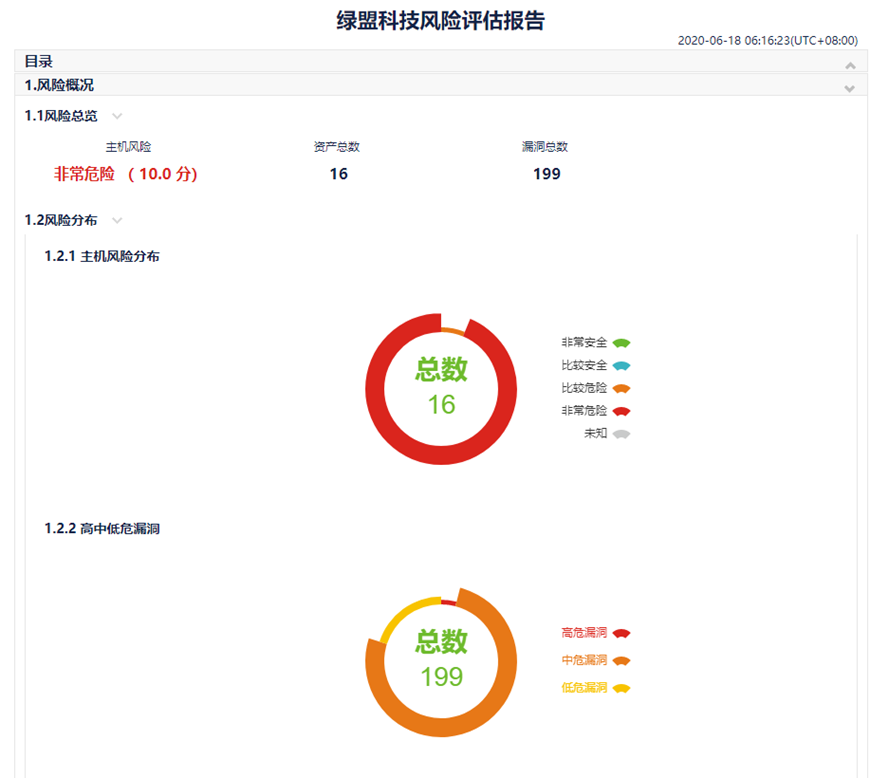 绿盟科技风险评估报告
2020-06-18 06:16:23(UTC+08:00)
目录
1.风险概况
1.1风险总览
主机风险 资产总数 漏洞总数
非常危险 ( 10.0 分) 16 199
1.2风险分布
1.2.1 主机风险分布
总数
16
非常安全
比较安全
比较危险
非常危险
未知
1.2.2 高中低危漏洞
总数
199
高危漏洞
中危漏洞
低危漏洞